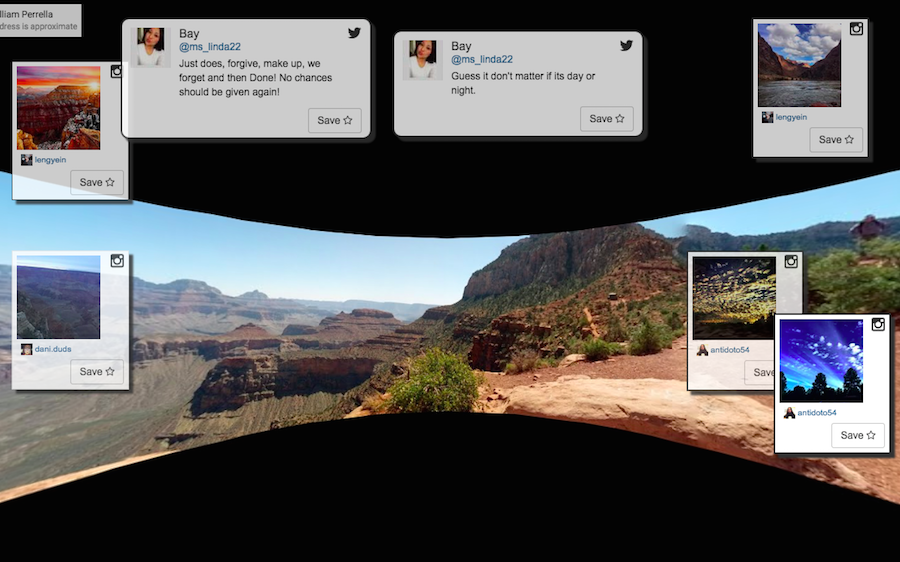 lliam Perrella
dress is approximate
Bay
@ms_linda22
Just does, forgive, make up, we
forget and then Done! No chances
should be given again!
Save
Bay
@ms_linda22
Guess it don't matter if its day or
night.
Save
lengyein
Save
lengyein
Save
dani.duds
Save
antidoto54
Save
antidoto54
Save